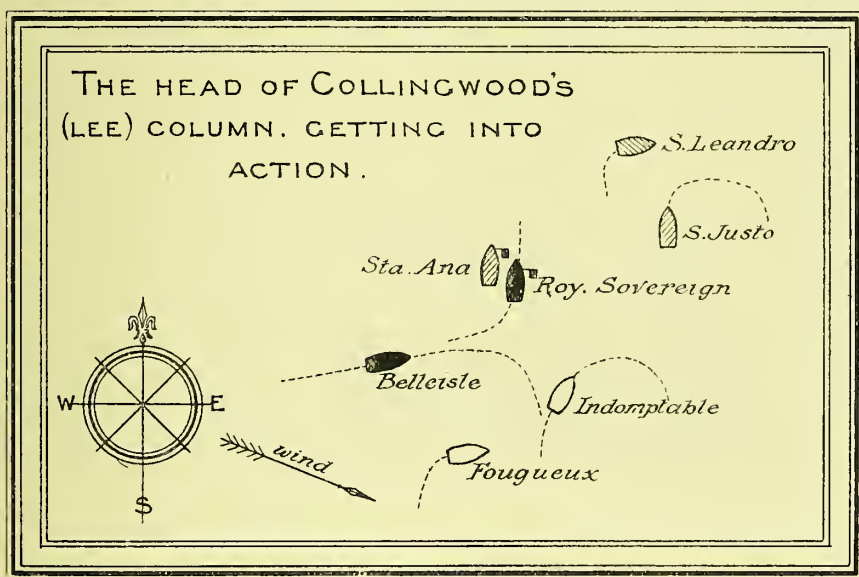 THE HEAD OF COLLINGWOOD'S
(LEE) COLUMN. GETTING INTO
ACTION.
S. Leandro
S. Justo
Sta. Ana
Roy. Sovereign
Belleisle
Indomptable
Fougueux
W
E
S
wind